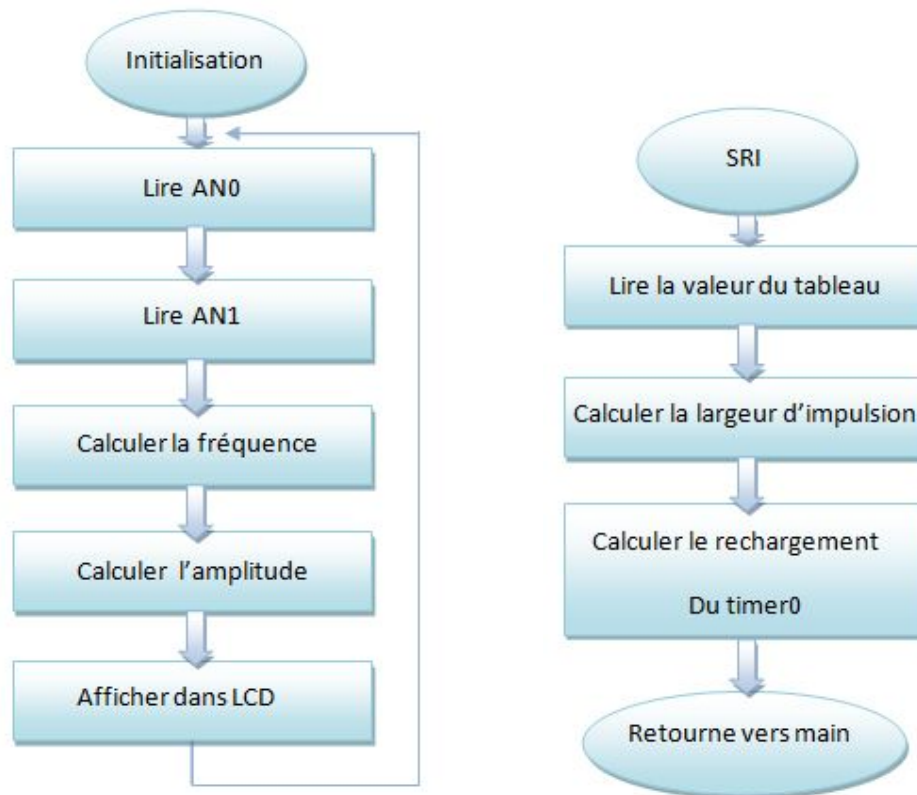 Initialisation
Lire AN0
Lire AN1
Calculer la fréquence
Calculer l'amplitude
Afficher dans LCD
SRI
Lire la valeur du tableau
Calculer la largeur d'impulsion
Calculer le rechargement
Du timer0
Retourne vers main